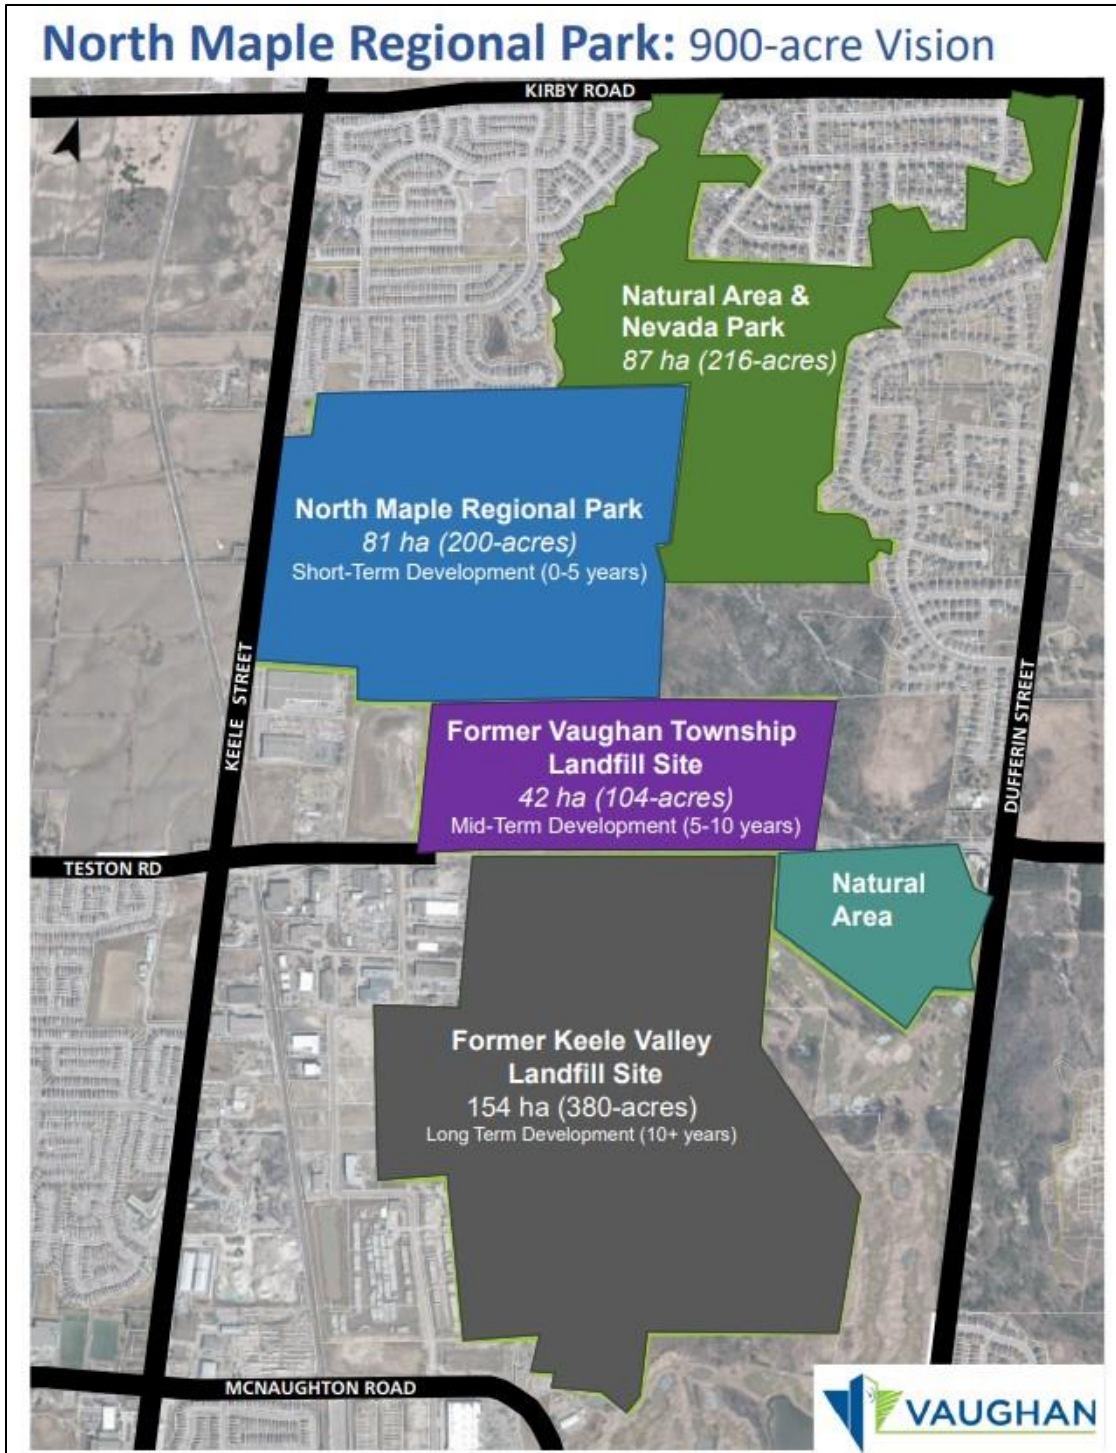 North Maple Regional Park: 900-acre Vision
KIRBY ROAD
Natural Area &
Nevada Park
87 ha (216-acres)
North Maple Regional Park
81 ha (200-acres)
Short-Term Development (0-5 years)
KEELE STREET
DUFFERIN STREET
Former Vaughan Township
Landfill Site
42 ha (104-acres)
Mid-Term Development (5-10 years)
TESTON RD
Natural
Area
Former Keele Valley
Landfill Site
154 ha (380-acres)
Long Term Development (10+ years)
MCNAUGHTON ROAD
VAUGHAN